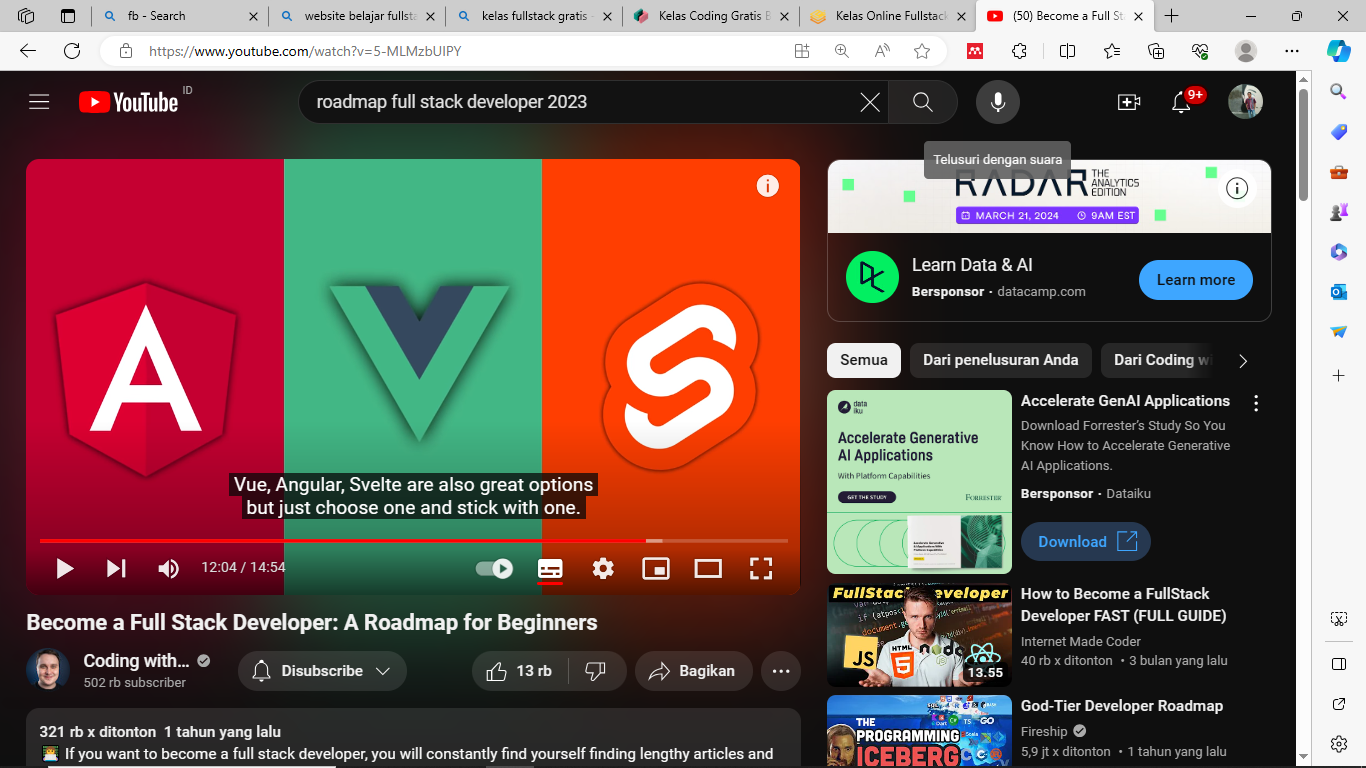 fb - Search
website belajar fullsta
kelas fullstack gratis -
Kelas Coding Gratis B
Kelas Online Fullstack
(50) Become a Full St
https://www.youtube.com/watch?v=5-MLMzbUIPY
YouTube ID
roadmap full stack developer 2023
9+
Telusuri dengan suara
RADAR THE ANALYTICS EDITION
MARCH 21, 2024 9AM EST
Learn Data & AI
Bersponsor · datacamp.com
Learn more
Vue, Angular, Svelte are also great options
but just choose one and stick with one.
12:04 / 14:54
Become a Full Stack Developer: A Roadmap for Beginners
Coding with...
502 rb subscriber
Disubscribe
13 rb
Bagikan
321 rb x ditonton 1 tahun yang lalu
If you want to become a full stack developer, you will constantly find yourself finding lengthy articles and
Semua
Dari penelusuran Anda
Dari Coding wi
data iku
Accelerate Generative
AI Applications
With Platform Capabilities
GET THE STUDY
FORRESTER
Accelerate GenAI Applications
Download Forrester's Study So You
Know How to Accelerate Generative
AI Applications.
Bersponsor · Dataiku
Download
FullStack Developer
JS
HTML
5
node
13.55
How to Become a FullStack
Developer FAST (FULL GUIDE)
Internet Made Coder
40 rb x ditonton · 3 bulan yang lalu
THE
PROGRAMMING
ICEBERG
TS
GO
God-Tier Developer Roadmap
Fireship
5,9 jt x ditonton · 1 tahun yang lalu